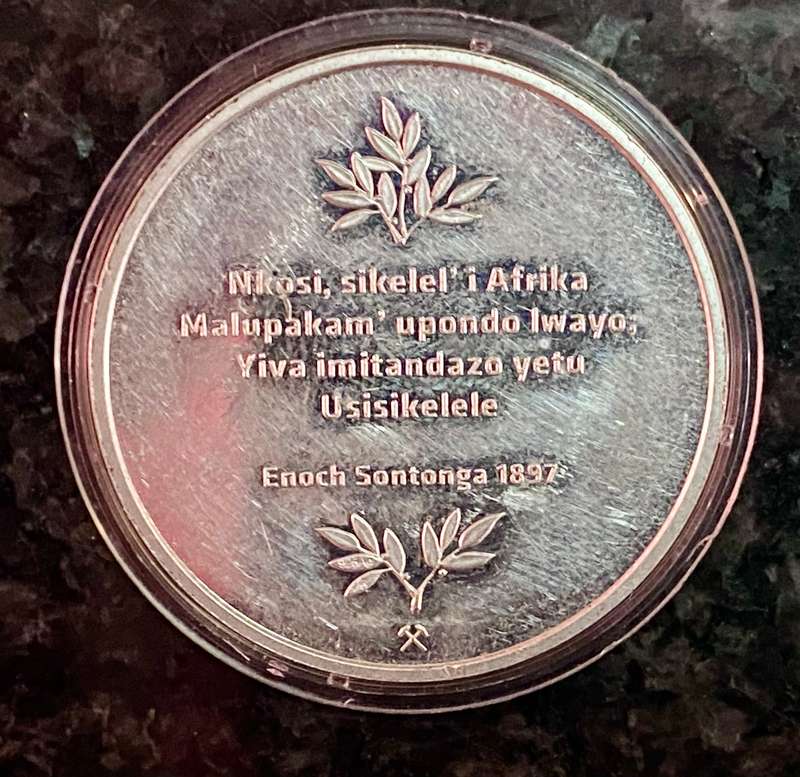 Nkosi, sikelel' i Afrika
Malupakam' upondo lwayo;
Yiva imitandazo yetu
Usisikelele
Enoch Sontonga 1897